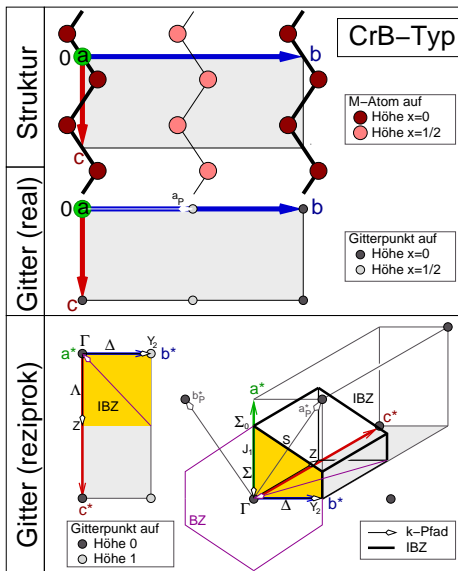 CrB−Typ
Struktur
0
a
b
c
M−Atom auf
Höhe x=0
Höhe x=1/2
Gitter (real)
0
a
aP
b
c
Gitterpunkt auf
Höhe x=0
Höhe x=1/2
Gitter (reziprok)
Γ
Δ
Y2
a*
b*
Λ
IBZ
Z
c*
Gitterpunkt auf
Höhe 0
Höhe 1
b*P
a*
a*P
IBZ
c*
Σ0
S
J1
Z
Σ
Γ
Δ
Y2
b*
BZ
k−Pfad
IBZ